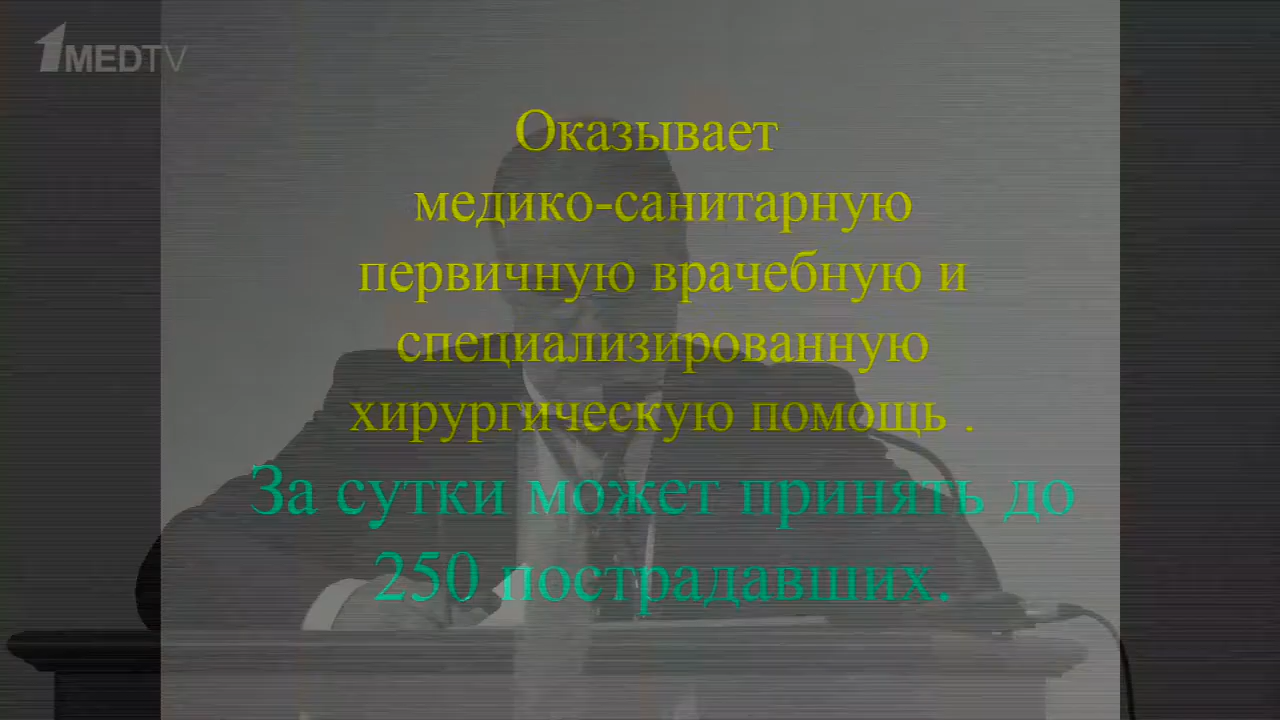 1MEDTV
Оказывает
медико-санитарную
первичную врачебную и
специализированную
хирургическую помощь .
За сутки может принять до
250 пострадавших.